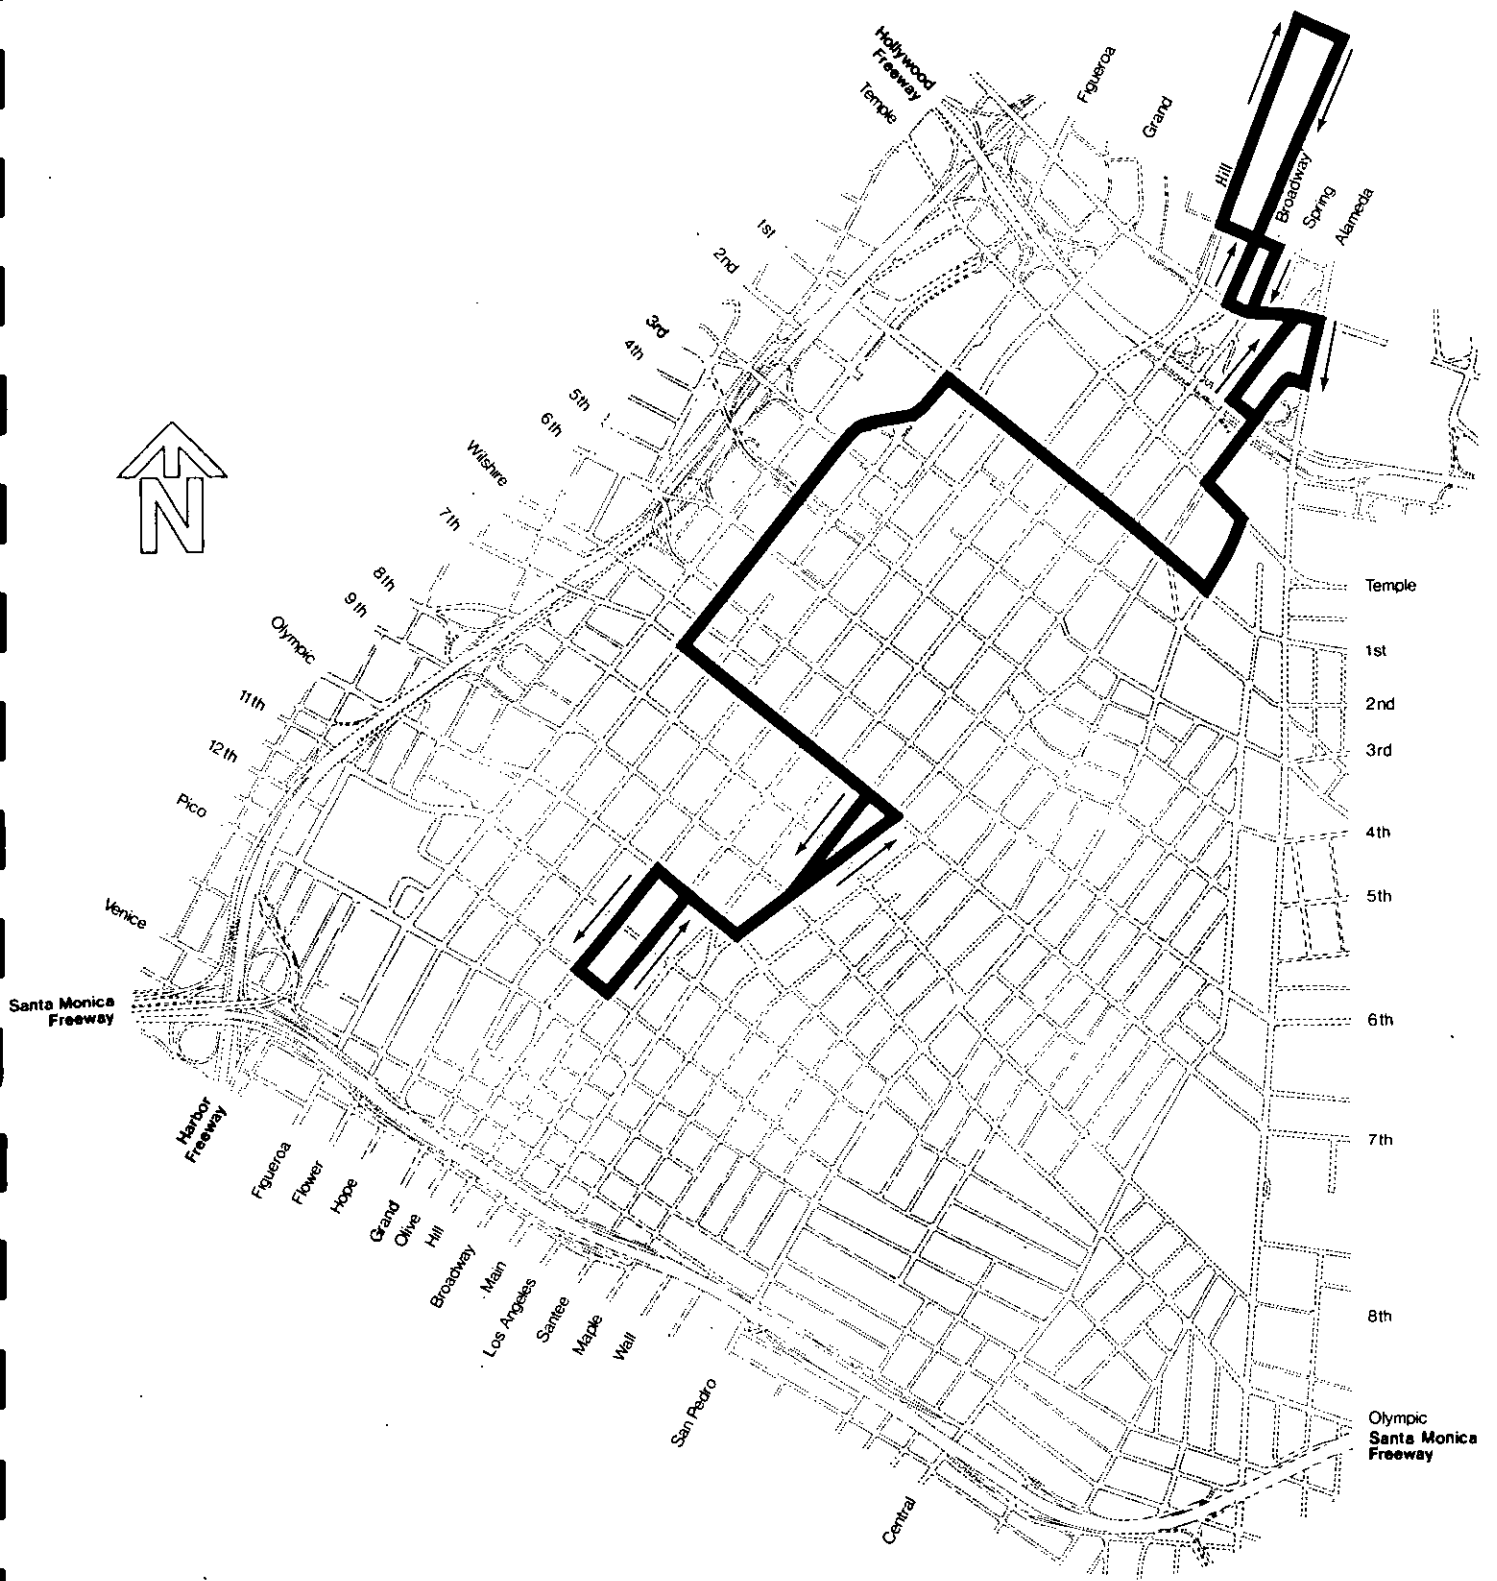 Hollywood
Freeway
Temple
Figueroa
Grand
Hill
Broadway
Spring
Alameda
1st
2nd
3rd
4th
5th
6th
Wilshire
7th
8th
9th
Olympic
11th
12th
Pico
Venice
Santa Monica
Freeway
N
Temple
1st
2nd
3rd
4th
5th
6th
7th
8th
Olympic
Santa Monica
Freeway
Harbor
Freeway
Figueroa
Flower
Hope
Grand
Olive
Hill
Broadway
Main
Los Angeles
Santee
Maple
Wall
San Pedro
Central